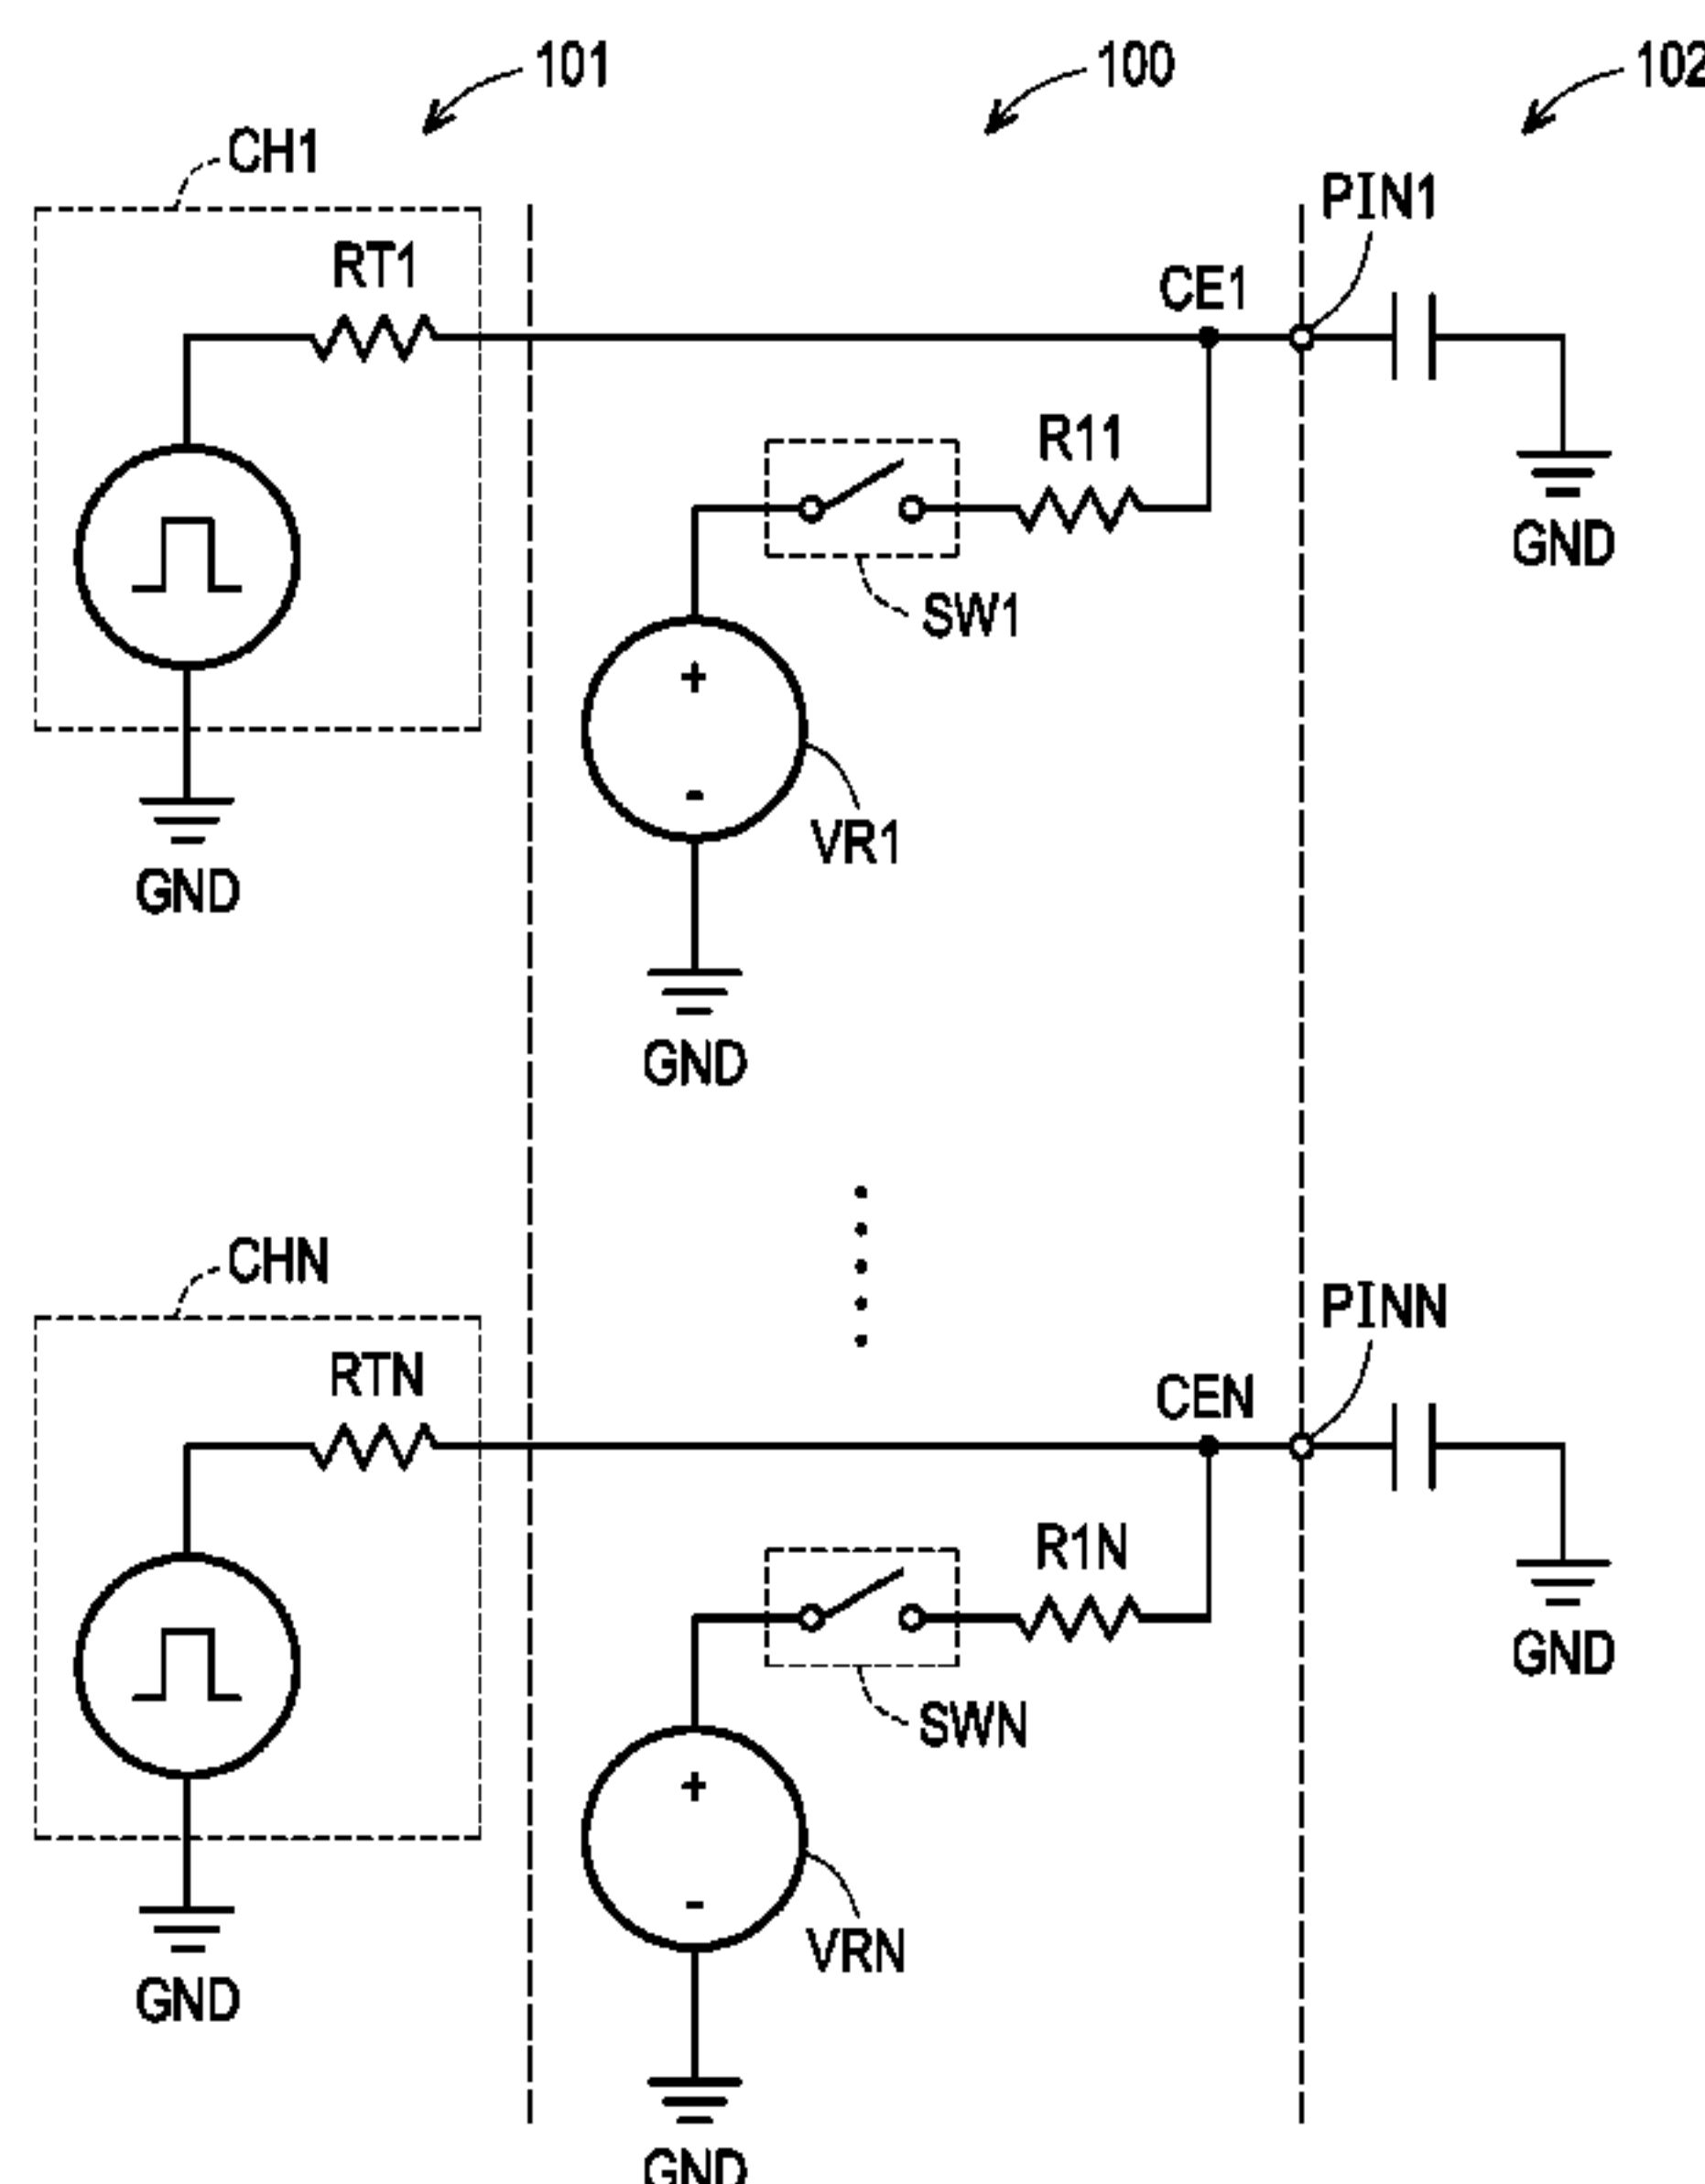 101
100
102
CH1
PIN1
RT1
CE1
R11
SW1
GND
VR1
GND
GND
CHN
PINN
RTN
CEN
R1N
SWN
GND
VRN
GND
GND